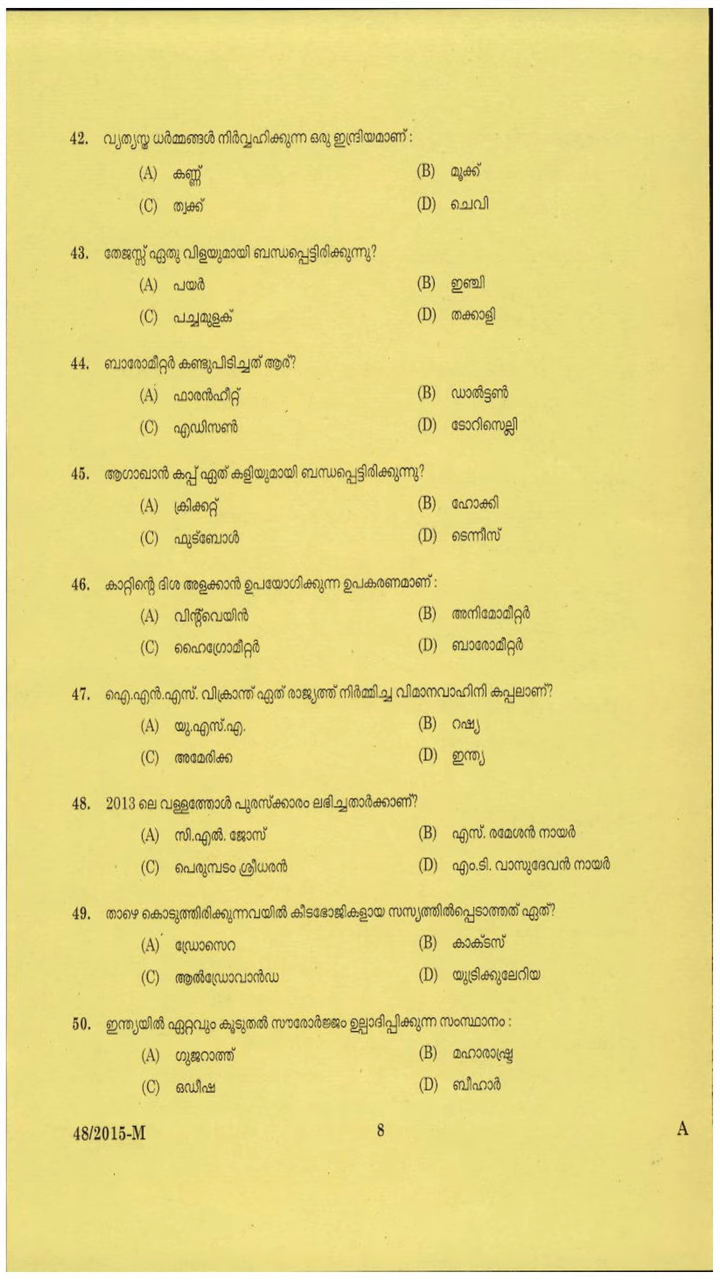 42. വ്യത്യസ്ത ധർമ്മങ്ങൾ നിർവ്വഹിക്കുന്ന ഒരു ഇന്ദ്രിയമാണ് :
(A) കണ്ണ് (B) മൂക്ക്
(C) ത്വക്ക് (D) ചെവി
43. തേജസ്സ് ഏതു വിളയുമായി ബന്ധപ്പെട്ടിരിക്കുന്നു?
(A) പയർ (B) ഇഞ്ചി
(C) പച്ചമുളക് (D) തക്കാളി
44. ബാരോമീറ്റർ കണ്ടുപിടിച്ചത് ആര്?
(A) ഫാരൻഹീറ്റ് (B) ഡാൽട്ടൺ
(C) എഡിസൺ (D) ടോറിസെല്ലി
45. ആഗാഖാൻ കപ്പ് ഏത് കളിയുമായി ബന്ധപ്പെട്ടിരിക്കുന്നു?
(A) ക്രിക്കറ്റ് (B) ഹോക്കി
(C) ഫുട്ബോൾ (D) ടെന്നീസ്
46. കാറ്റിന്റെ ദിശ അളക്കാൻ ഉപയോഗിക്കുന്ന ഉപകരണമാണ് :
(A) വിന്റ്‌വെയിൻ (B) അനിമോമീറ്റർ
(C) ഹൈഗ്രോമീറ്റർ (D) ബാരോമീറ്റർ
47. ഐ.എൻ.എസ്. വിക്രാന്ത് ഏത് രാജ്യത്ത് നിർമ്മിച്ച വിമാനവാഹിനി കപ്പലാണ്?
(A) യു.എസ്.എ. (B) റഷ്യ
(C) അമേരിക്ക (D) ഇന്ത്യ
48. 2013 ലെ വള്ളത്തോൾ പുരസ്ക്കാരം ലഭിച്ചതാർക്കാണ്?
(A) സി.എൽ. ജോസ് (B) എസ്. രമേശൻ നായർ
(C) പെരുമ്പടം ശ്രീധരൻ (D) എം.ടി. വാസുദേവൻ നായർ
49. താഴെ കൊടുത്തിരിക്കുന്നവയിൽ കീടഭോജികളായ സസ്യത്തിൽപ്പെടാത്തത് ഏത്?
(A) ഡ്രോസെറ (B) കാക്ടസ്
(C) ആൽഡ്രോവാൻഡ (D) യുട്രിക്കുലേറിയ
50. ഇന്ത്യയിൽ ഏറ്റവും കൂടുതൽ സൗരോർജ്ജം ഉല്പാദിപ്പിക്കുന്ന സംസ്ഥാനം :
(A) ഗുജറാത്ത് (B) മഹാരാഷ്ട്ര
(C) ഒഡീഷ (D) ബീഹാർ
48/2015-M 8 A